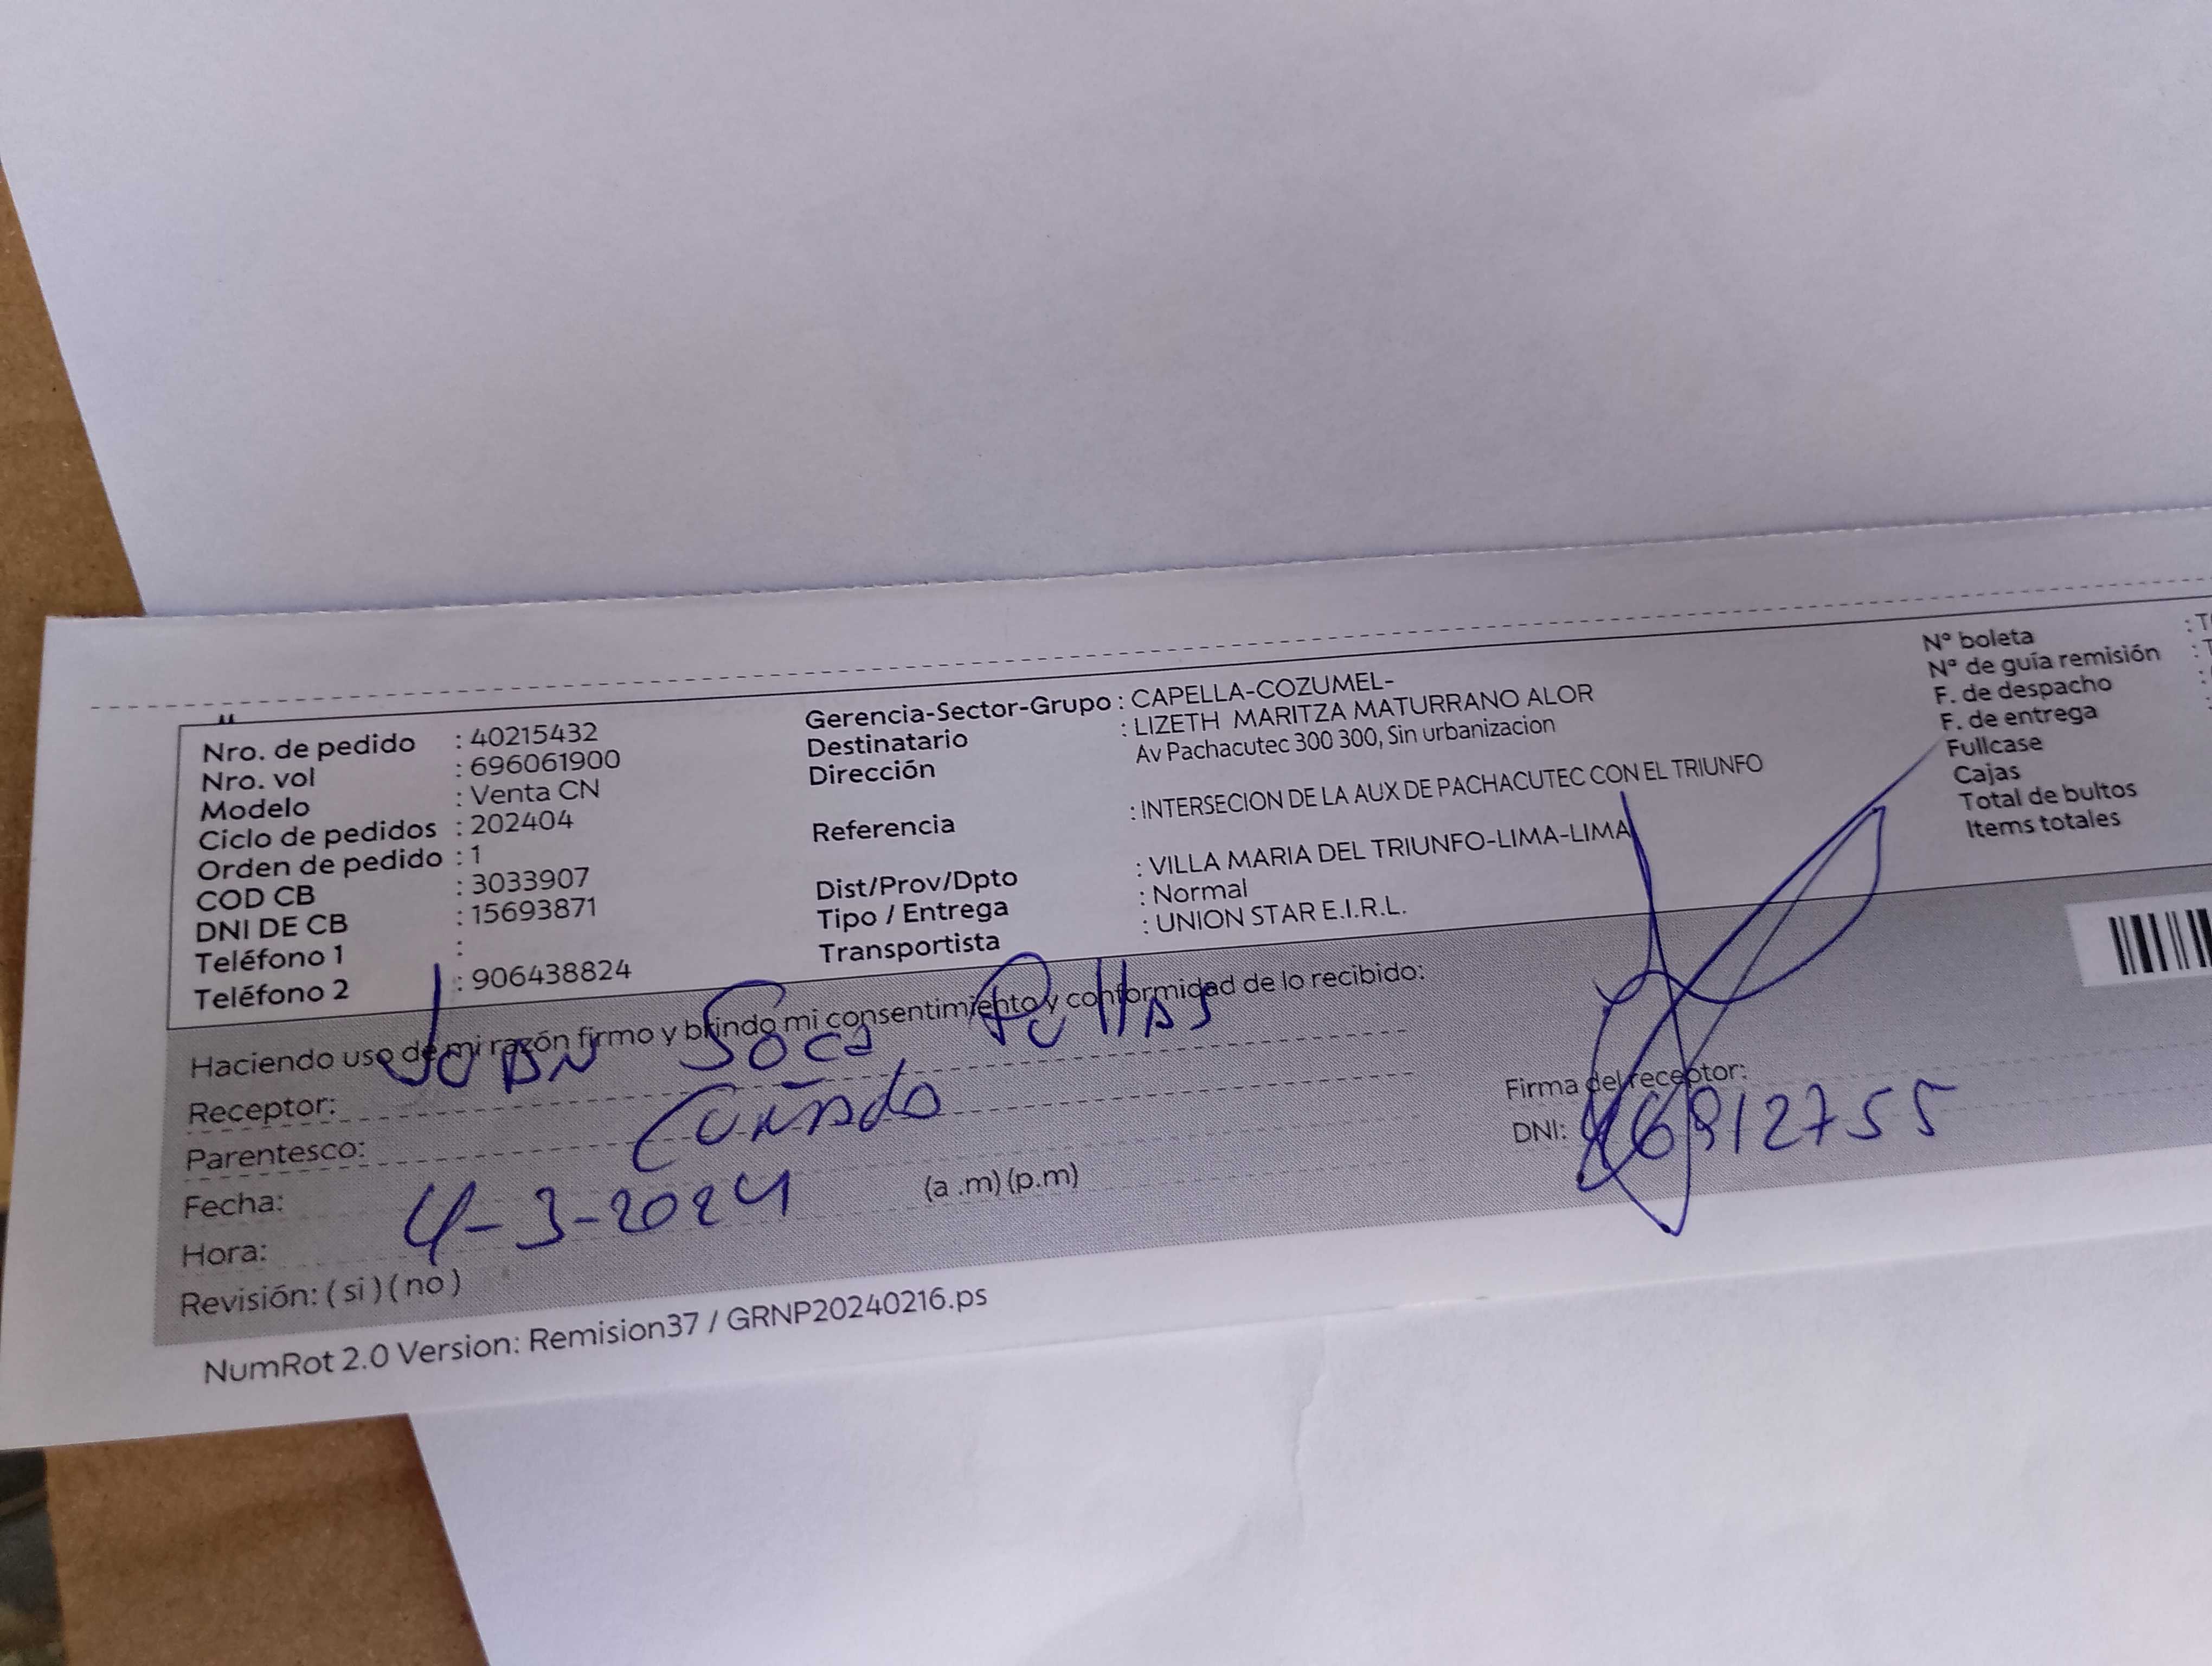 Nro. de pedido : 40215432
Nro. vol : 696061900
Modelo : Venta CN
Ciclo de pedidos : 202404
Orden de pedido : 1
COD CB : 3033907
DNI DE CB : 15693871
Teléfono 1 :
Teléfono 2 : 906438824
Gerencia-Sector-Grupo : CAPELLA-COZUMEL-
Destinatario : LIZETH MARITZA MATURRANO ALOR
Dirección Av Pachacutec 300 300, Sin urbanizacion
Referencia : INTERSECION DE LA AUX DE PACHACUTEC CON EL TRIUNFO
Dist/Prov/Dpto : VILLA MARIA DEL TRIUNFO-LIMA-LIMA
Tipo / Entrega : Normal
Transportista : UNION STAR E.I.R.L.
N° boleta
N° de guía remisión
F. de despacho
F. de entrega
Fullcase
Cajas
Total de bultos
Items totales
Haciendo uso de mi razón firmo y brindo mi consentimiento y conformidad de lo recibido:
Receptor:
Parentesco: Cuñado
Fecha: 4-3-2024
Hora: (a .m) (p.m)
Revisión: ( si ) ( no )
Firma del receptor:
DNI: 46912755
NumRot 2.0 Version: Remision37 / GRNP20240216.ps